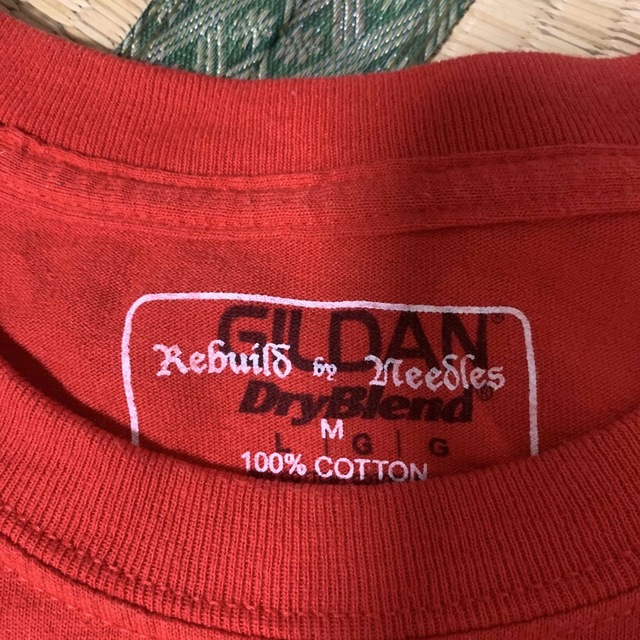 GILDAN®
Rebuild by Needles
DryBlend®
M
L | G | G
100% COTTON